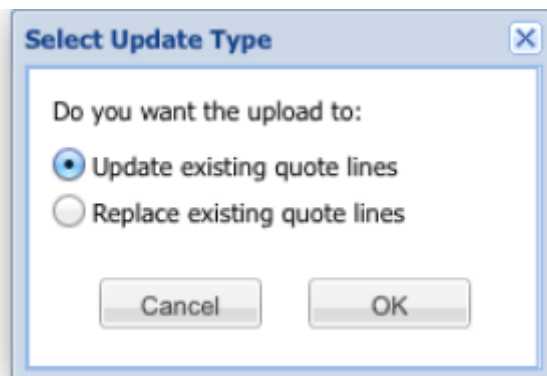 Select Update Type
Do you want the upload to:
Update existing quote lines
Replace existing quote lines
Cancel OK